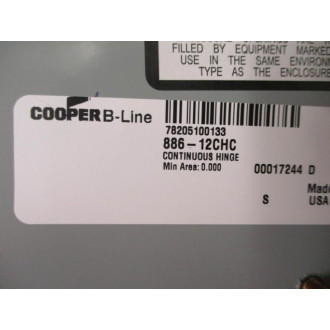 FILLED BY EQUIPMENT MARKED
USE IN THE SAME ENVIRONM
TYPE AS THE ENCLOSURE
COOPER B-Line
78205100133
886-12CHC
CONTINUOUS HINGE
Min Area: 0.000
00017244 D
S
Made
USA